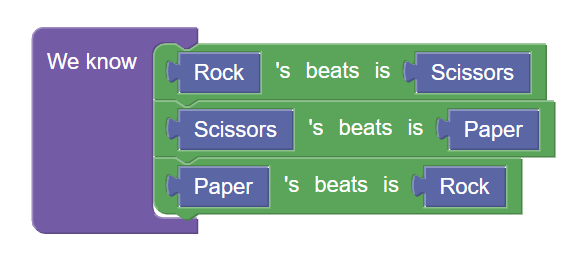 We know Rock 's beats is Scissors
Scissors 's beats is Paper
Paper 's beats is Rock